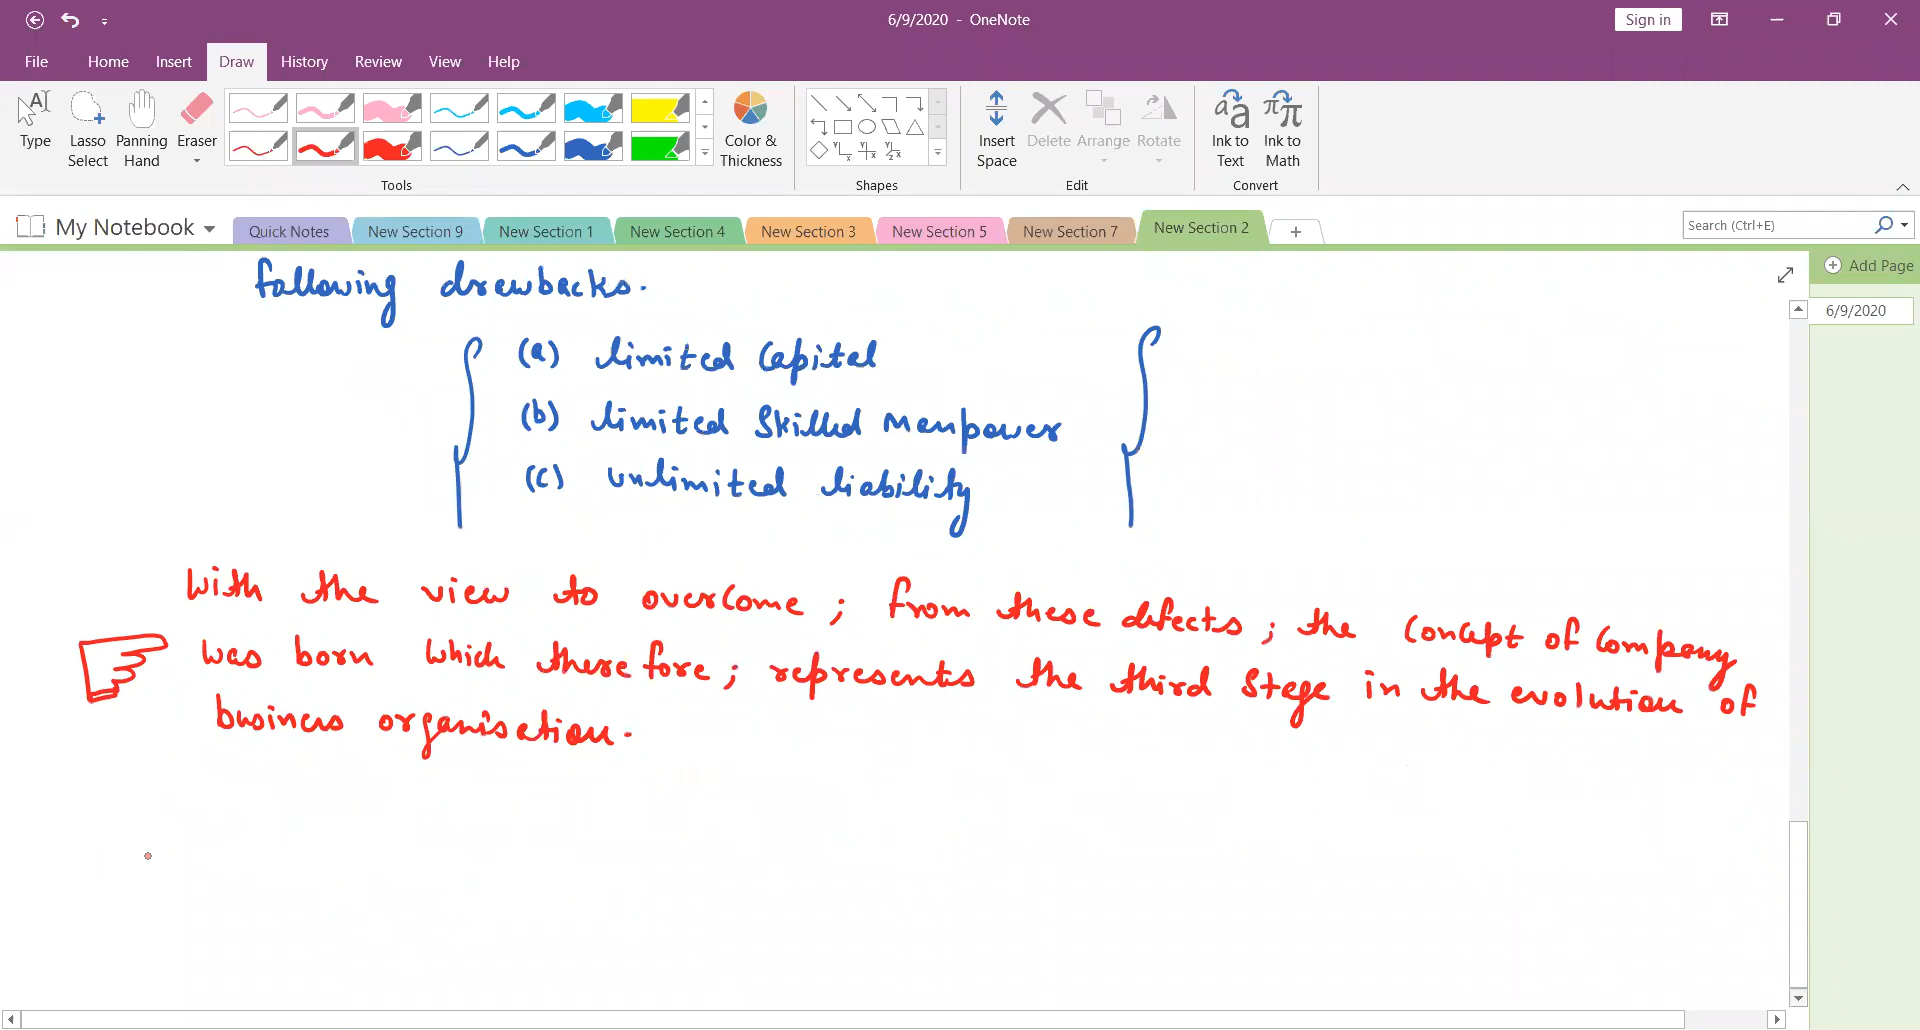 6/9/2020 - OneNote
Sign in
File Home Insert Draw History Review View Help
Type
Lasso Select
Panning Hand
Eraser
Color & Thickness
Insert Space
Delete
Arrange
Rotate
Ink to Text
Ink to Math
Tools
Shapes
Edit
Convert
My Notebook
Quick Notes
New Section 9
New Section 1
New Section 4
New Section 3
New Section 5
New Section 7
New Section 2
Search (Ctrl+E)
Add Page
6/9/2020
following drawbacks.
(a) limited Capital
(b) limited Skilled Manpower
(c) unlimited liability
With the view to overcome ; from these defects ; the Concept of Company
was born which therefore ; represents the third Stage in the evolution of
business organisation.